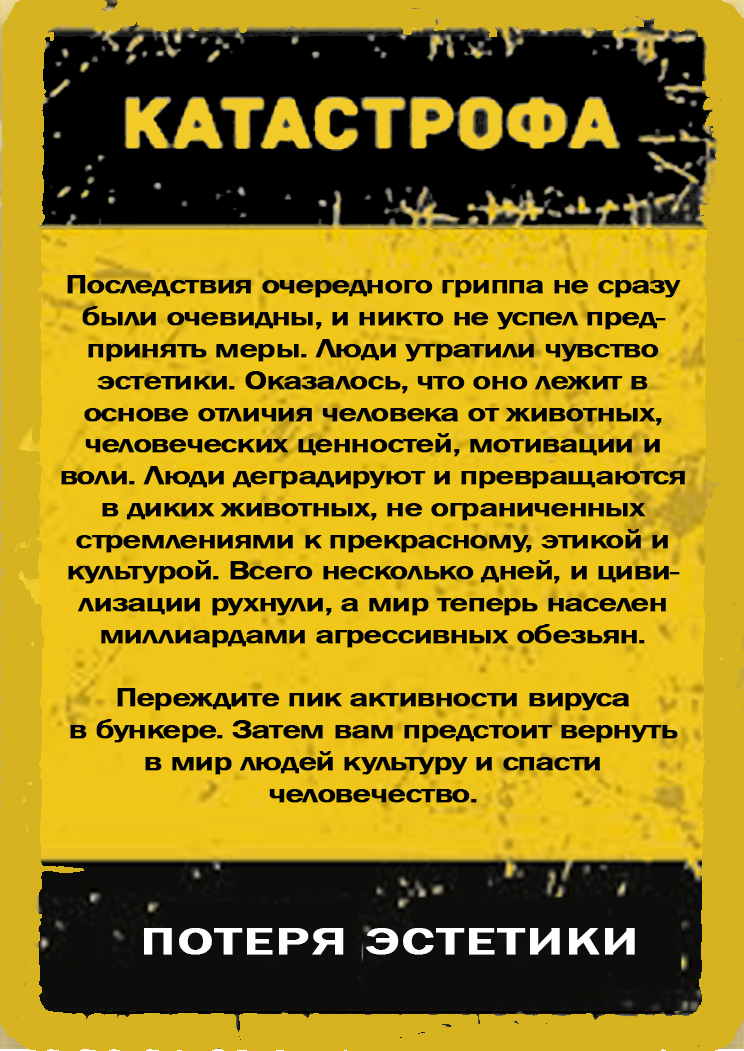 КАТАСТРОФА
Последствия очередного гриппа не сразу
были очевидны, и никто не успел пред-
принять меры. Люди утратили чувство
эстетики. Оказалось, что оно лежит в
основе отличия человека от животных,
человеческих ценностей, мотивации и
воли. Люди деградируют и превращаются
в диких животных, не ограниченных
стремлениями к прекрасному, этикой и
культурой. Всего несколько дней, и циви-
лизации рухнули, а мир теперь населен
миллиардами агрессивных обезьян.
Переждите пик активности вируса
в бункере. Затем вам предстоит вернуть
в мир людей культуру и спасти
человечество.
ПОТЕРЯ ЭСТЕТИКИ